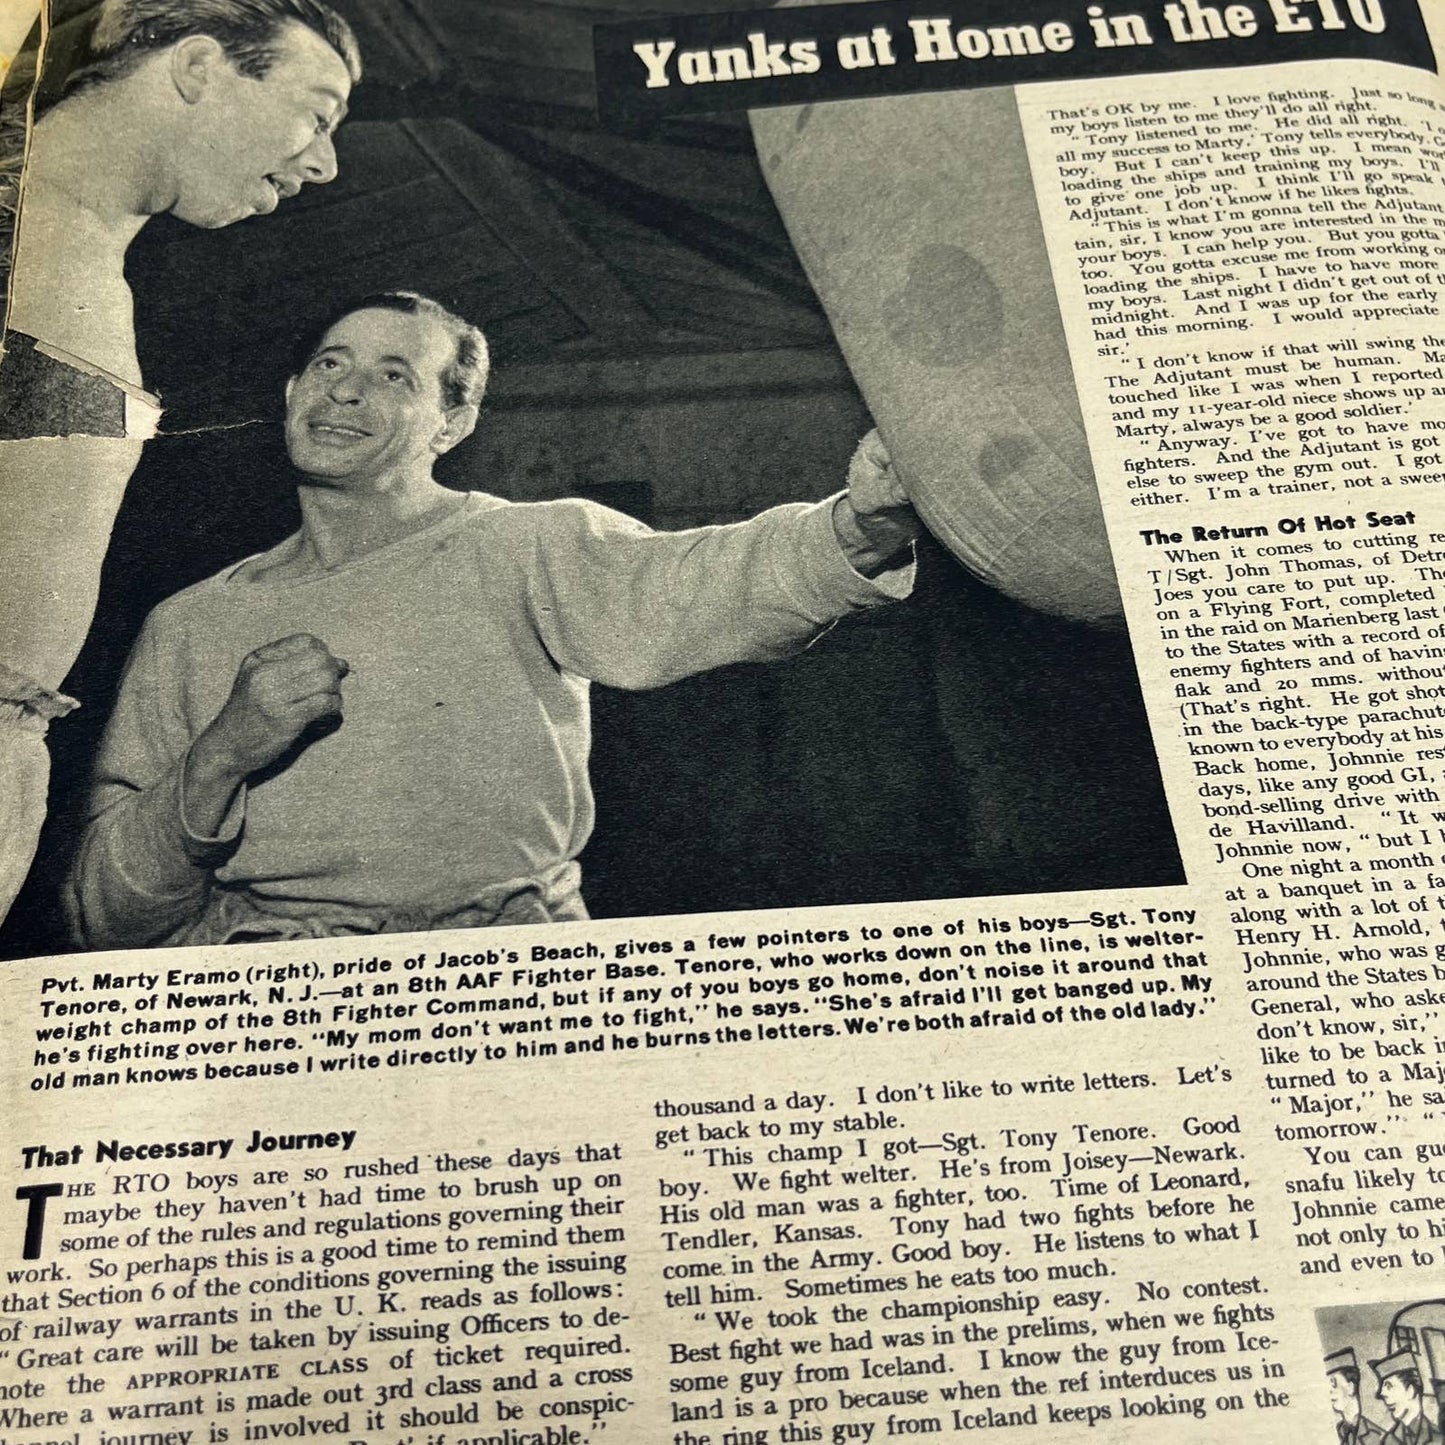 Yanks at Home in the ETO
Pvt. Marty Eramo (right), pride of Jacob's Beach, gives a few pointers to one of his boys—Sgt. Tony
Tenore, of Newark, N. J.—at an 8th AAF Fighter Base. Tenore, who works down on the line, is welter-
weight champ of the 8th Fighter Command, but if any of you boys go home, don't noise it around that
he's fighting over here. "My mom don't want me to fight," he says. "She's afraid I'll get banged up. My
old man knows because I write directly to him and he burns the letters. We're both afraid of the old lady."
That Necessary Journey
THE RTO boys are so rushed these days that
maybe they haven't had time to brush up on
some of the rules and regulations governing their
work. So perhaps this is a good time to remind them
that Section 6 of the conditions governing the issuing
of railway warrants in the U. K. reads as follows:
"Great care will be taken by issuing Officers to de-
note the APPROPRIATE CLASS of ticket required.
Where a warrant is made out 3rd class and a cross
journey is involved it should be conspic-
if applicable."
thousand a day. I don't like to write letters. Let's
get back to my stable.
"This champ I got—Sgt. Tony Tenore. Good
boy. We fight welter. He's from Joisey—Newark.
His old man was a fighter, too. Time of Leonard,
Tendler, Kansas. Tony had two fights before he
come in the Army. Good boy. He listens to what I
tell him. Sometimes he eats too much.
"We took the championship easy. No contest.
Best fight we had was in the prelims, when we fights
some guy from Iceland. I know the guy from Ice-
land is a pro because when the ref interduces us in
the ring this guy from Iceland keeps looking on the
That's OK by me. I love fighting. Just so long
my boys listen to me they'll do all right.
"Tony listened to me. He did all right. 'I
all my success to Marty,' Tony tells everybody.
boy. But I can't keep this up. I mean
loading the ships and training my boys. I'll
to give one job up. I think I'll go speak
Adjutant. I don't know if he likes fights.
"This is what I'm gonna tell the Adjutant
tain, sir, I know you are interested in the
your boys. I can help you. But you gotta
too. You gotta excuse me from working
loading the ships. I have to have more
my boys. Last night I didn't get out of
midnight. And I was up for the early
had this morning. I would appreciate
sir.'
"I don't know if that will swing the
The Adjutant must be human.
touched like I was when I reported
and my 11-year-old niece shows up
Marty, always be a good soldier.'
"Anyway. I've got to have
fighters. And the Adjutant is got
else to sweep the gym out. I got
either. I'm a trainer, not a
The Return Of Hot Seat
When it comes to cutting
T/Sgt. John Thomas, of
Joes you care to put up.
on a Flying Fort, completed
in the raid on Marienberg last
to the States with a record of
enemy fighters and of having
flak and 20 mms. without
(That's right. He got shot
in the back-type parachute
known to everybody at his
Back home, Johnnie
days, like any good GI,
bond-selling drive with
de Havilland. "It
Johnnie now, "but I
One night a month
at a banquet in a
along with a lot of
Henry H. Arnold,
Johnnie, who was
around the States
General, who
don't know, sir,"
like to be back
turned to a
"Major," he
tomorrow." "
You can
snafu likely to
Johnnie came
not only to
and even to